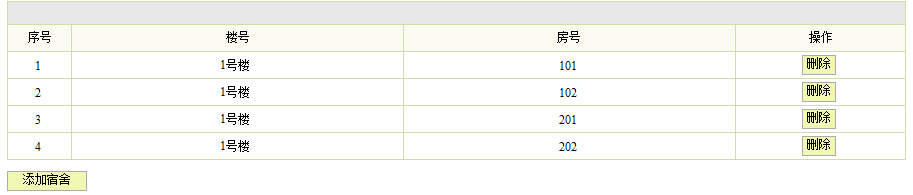 序号 楼号 房号 操作
1 1号楼 101 删除
2 1号楼 102 删除
3 1号楼 201 删除
4 1号楼 202 删除
添加宿舍